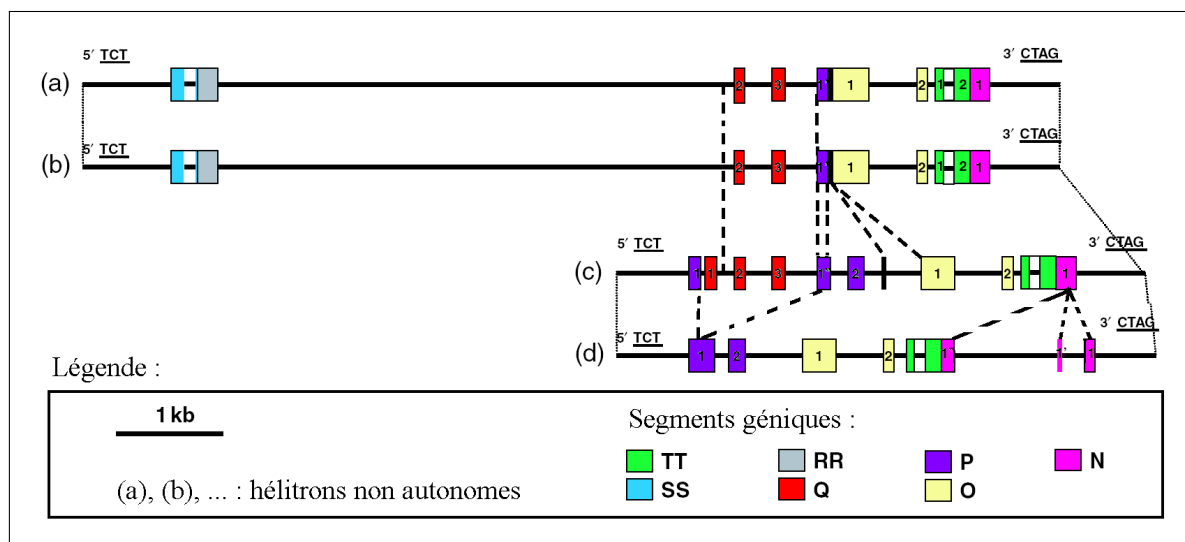 5′ TCT 3′ CTAG
(a) 2 3 1' 1 2 1 2 1
5′ TCT 3′ CTAG
(b) 2 3 1' 1 2 1 2 1
5′ TCT 3′ CTAG
(c) 1 1 2 3 1" 2 1 2 1
5′ TCT 3′ CTAG
(d) 1 2 1 2 1" 1' 1
Légende :
1 kb
Segments géniques :
TT RR P N
SS Q O
(a), (b), ... : hélitrons non autonomes